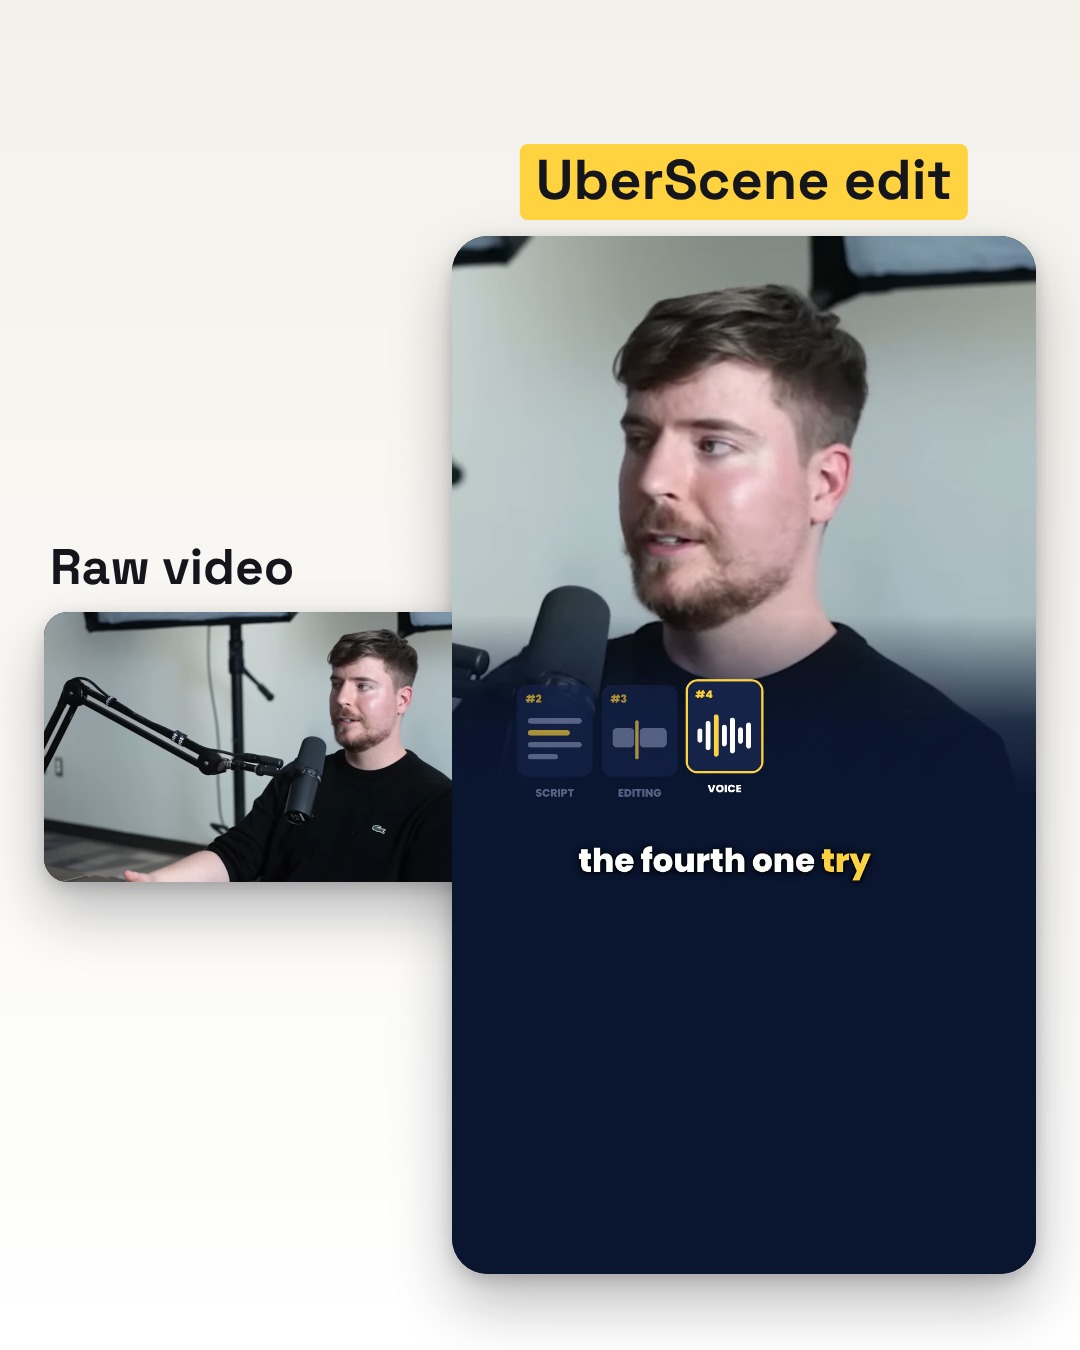 UberScene edit
Raw video
#2
#3
#4
SCRIPT
EDITING
VOICE
the fourth one try